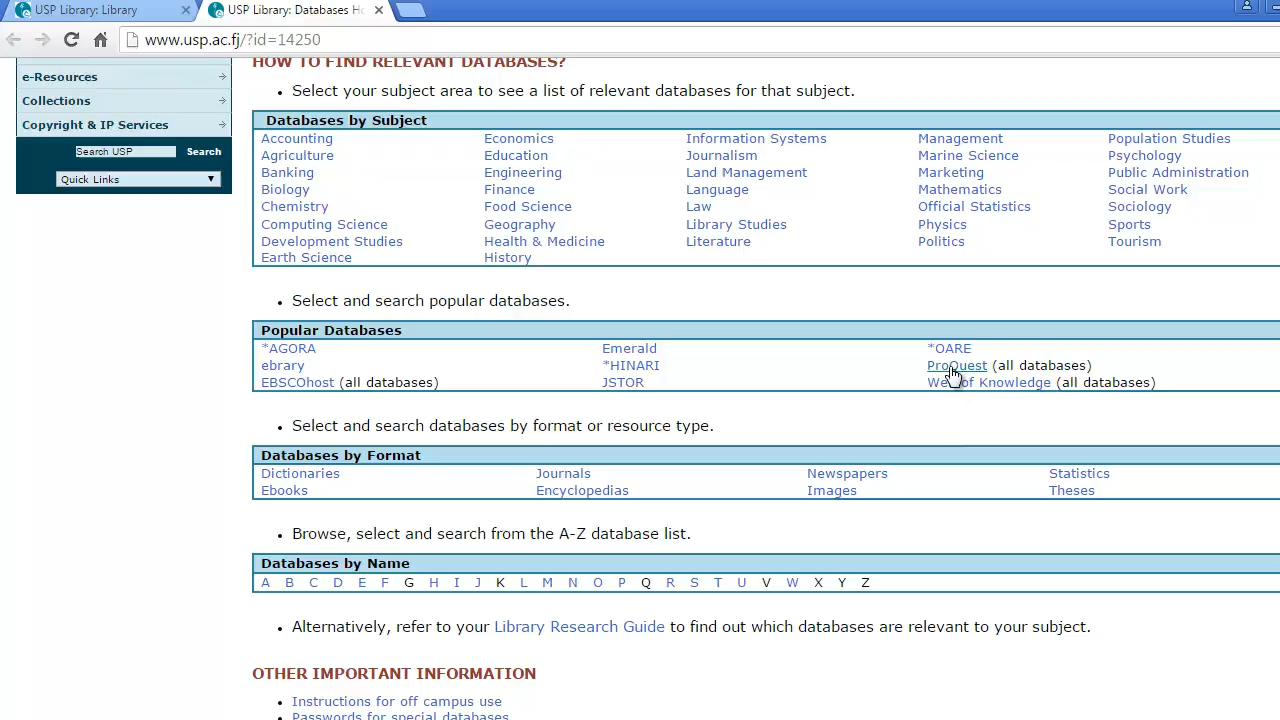 USP Library: Library
USP Library: Databases H
www.usp.ac.fj/?id=14250
e-Resources
Collections
Copyright & IP Services
Search USP Search
Quick Links
HOW TO FIND RELEVANT DATABASES?
Select your subject area to see a list of relevant databases for that subject.
Databases by Subject
Accounting Economics Information Systems Management Population Studies
Agriculture Education Journalism Marine Science Psychology
Banking Engineering Land Management Marketing Public Administration
Biology Finance Language Mathematics Social Work
Chemistry Food Science Law Official Statistics Sociology
Computing Science Geography Library Studies Physics Sports
Development Studies Health & Medicine Literature Politics Tourism
Earth Science History
Select and search popular databases.
Popular Databases
*AGORA Emerald *OARE
ebrary *HINARI ProQuest (all databases)
EBSCOhost (all databases) JSTOR Web of Knowledge (all databases)
Select and search databases by format or resource type.
Databases by Format
Dictionaries Journals Newspapers Statistics
Ebooks Encyclopedias Images Theses
Browse, select and search from the A-Z database list.
Databases by Name
A B C D E F G H I J K L M N O P Q R S T U V W X Y Z
Alternatively, refer to your Library Research Guide to find out which databases are relevant to your subject.
OTHER IMPORTANT INFORMATION
Instructions for off campus use
Passwords for special databases